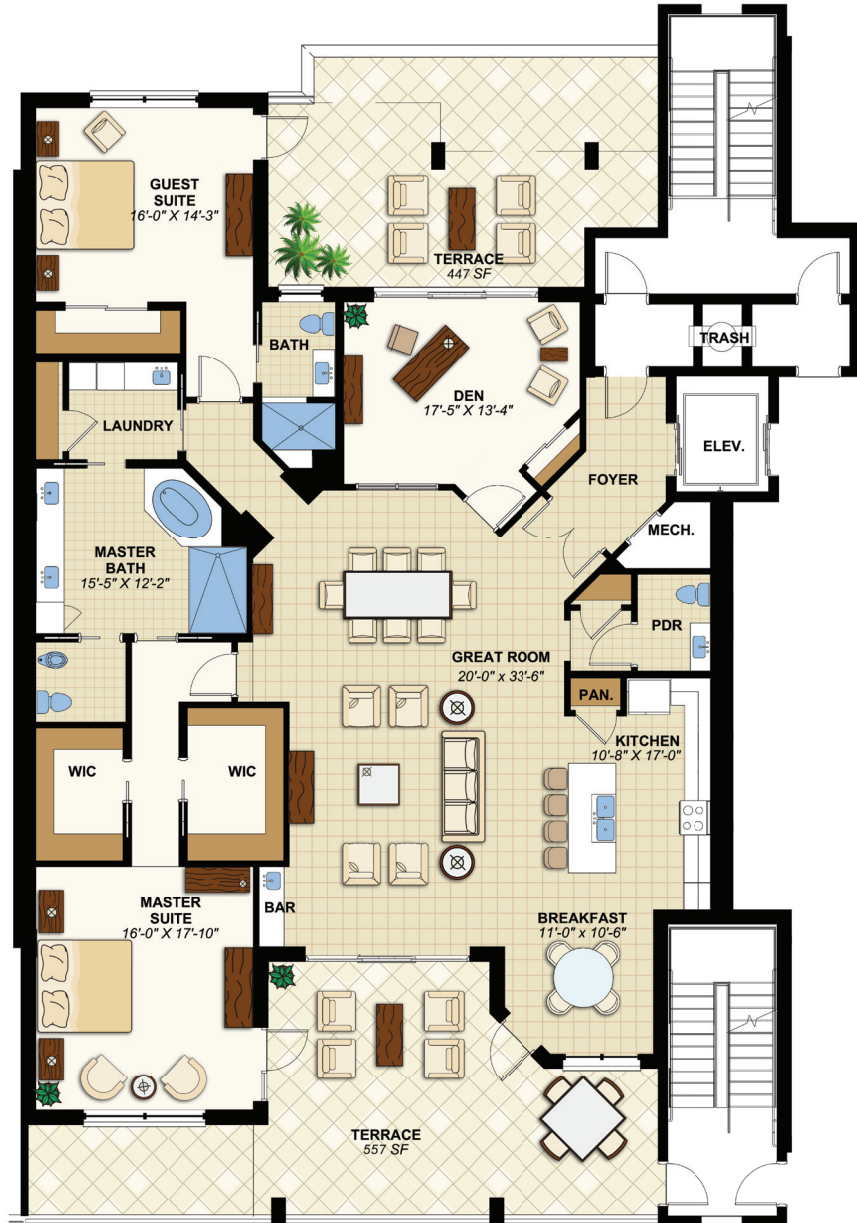 GUEST
SUITE
16'-0" X 14'-3"
TERRACE
447 SF
BATH
TRASH
DEN
17'-5" X 13'-4"
LAUNDRY
ELEV.
FOYER
MECH.
MASTER
BATH
15'-5" X 12'-2"
PDR
GREAT ROOM
20'-0" x 33'-6"
PAN.
KITCHEN
10'-8" X 17'-0"
WIC
WIC
MASTER
SUITE
16'-0" X 17'-10"
BAR
BREAKFAST
11'-0" x 10'-6"
TERRACE
557 SF